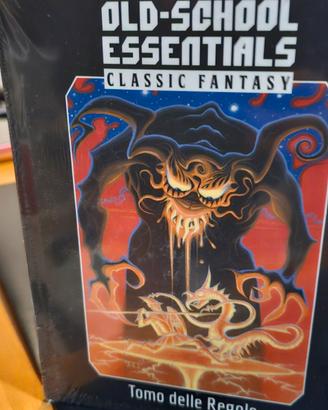 OLD-SCHOOL
ESSENTIALS
CLASSIC FANTASY
Tomo delle Regole